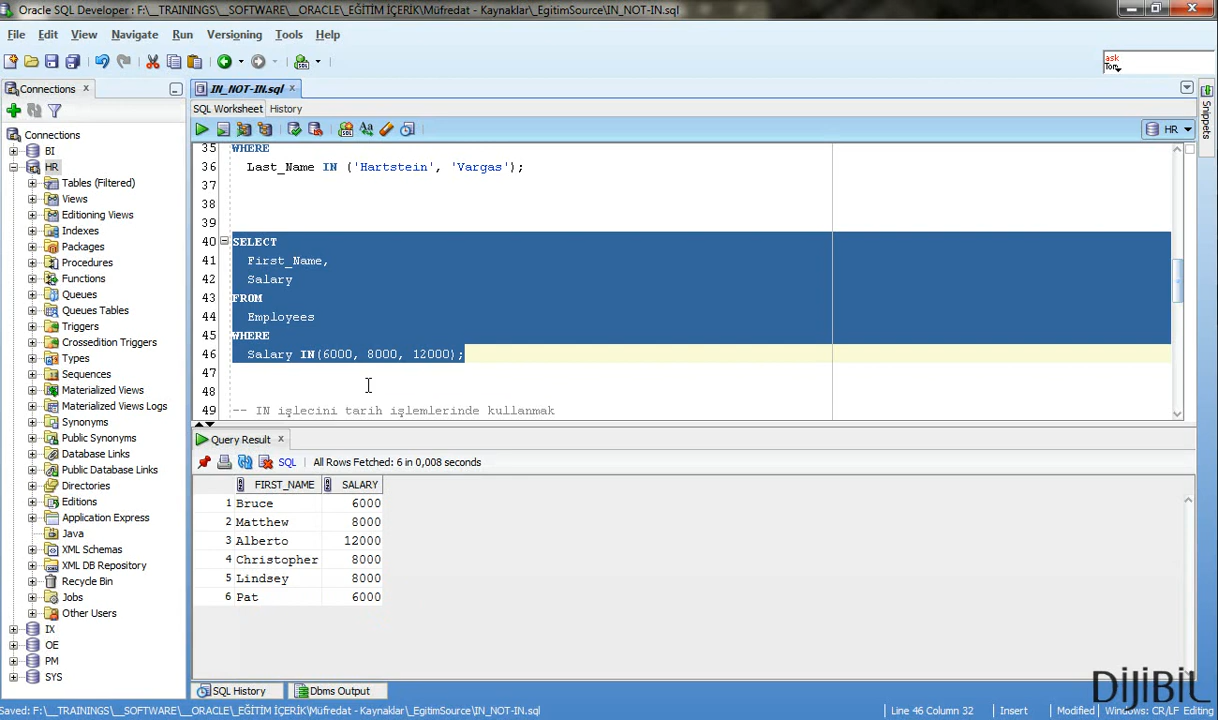 Oracle SQL Developer : F:\__TRAININGS\__SOFTWARE\__ORACLE\_EĞİTİM İÇERİK\Müfredat - Kaynaklar\_EgitimSource\IN_NOT-IN.sql
File Edit View Navigate Run Versioning Tools Help
ask
Tom
Connections
IN_NOT-IN.sql
SQL Worksheet History
HR
Snippets
Connections
BI
HR
Tables (Filtered)
Views
Editioning Views
Indexes
Packages
Procedures
Functions
Queues
Queues Tables
Triggers
Crossedition Triggers
Types
Sequences
Materialized Views
Materialized Views Logs
Synonyms
Public Synonyms
Database Links
Public Database Links
Directories
Editions
Application Express
Java
XML Schemas
XML DB Repository
Recycle Bin
Jobs
Other Users
IX
OE
PM
SYS
35 WHERE
36 Last_Name IN ('Hartstein', 'Vargas');
37
38
39
40 SELECT
41 First_Name,
42 Salary
43 FROM
44 Employees
45 WHERE
46 Salary IN(6000, 8000, 12000);
47
48
49 -- IN işlecini tarih işlemlerinde kullanmak
Query Result
SQL All Rows Fetched: 6 in 0,008 seconds
FIRST_NAME SALARY
1 Bruce 6000
2 Matthew 8000
3 Alberto 12000
4 Christopher 8000
5 Lindsey 8000
6 Pat 6000
SQL History Dbms Output
DijiBiL
Saved: F:\__TRAININGS\__SOFTWARE\__ORACLE\_EĞİTİM İÇERİK\Müfredat - Kaynaklar\_EgitimSource\IN_NOT-IN.sql
Line 46 Column 32 Insert Modified Windows: CR/LF Editing